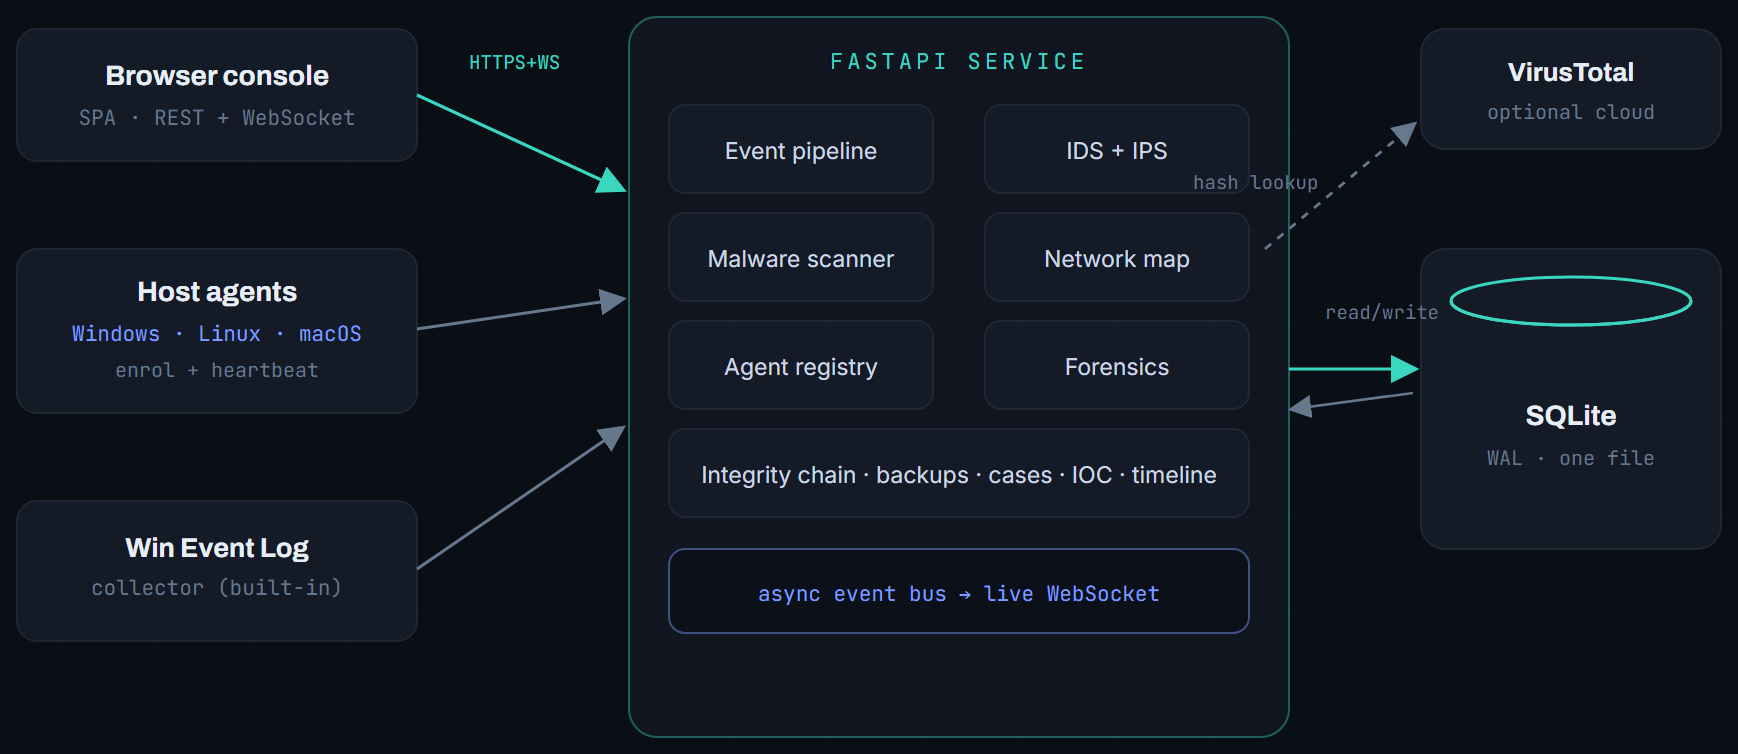 Browser console
SPA · REST + WebSocket
HTTPS+WS
Host agents
Windows · Linux · macOS
enrol + heartbeat
Win Event Log
collector (built-in)
FASTAPI SERVICE
Event pipeline
IDS + IPS
Malware scanner
Network map
Agent registry
Forensics
Integrity chain · backups · cases · IOC · timeline
async event bus → live WebSocket
hash lookup
VirusTotal
optional cloud
read/write
SQLite
WAL · one file